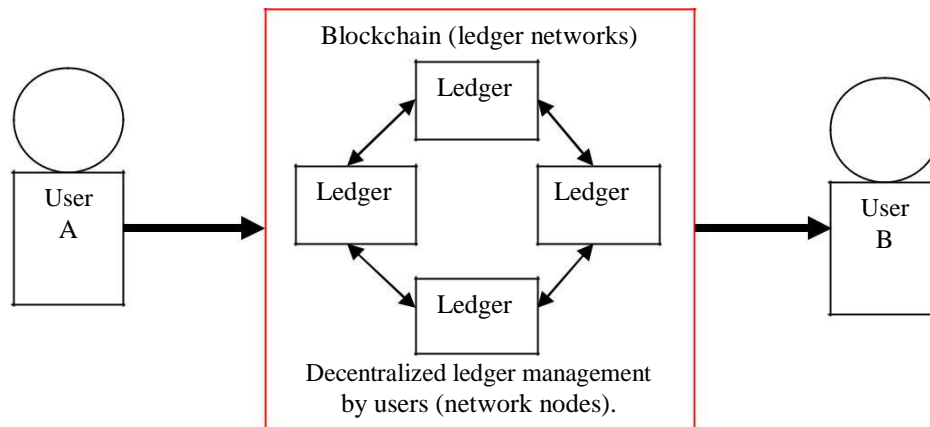 Blockchain (ledger networks)
Ledger
User
A
Ledger
Ledger
User
B
Ledger
Decentralized ledger management
by users (network nodes).